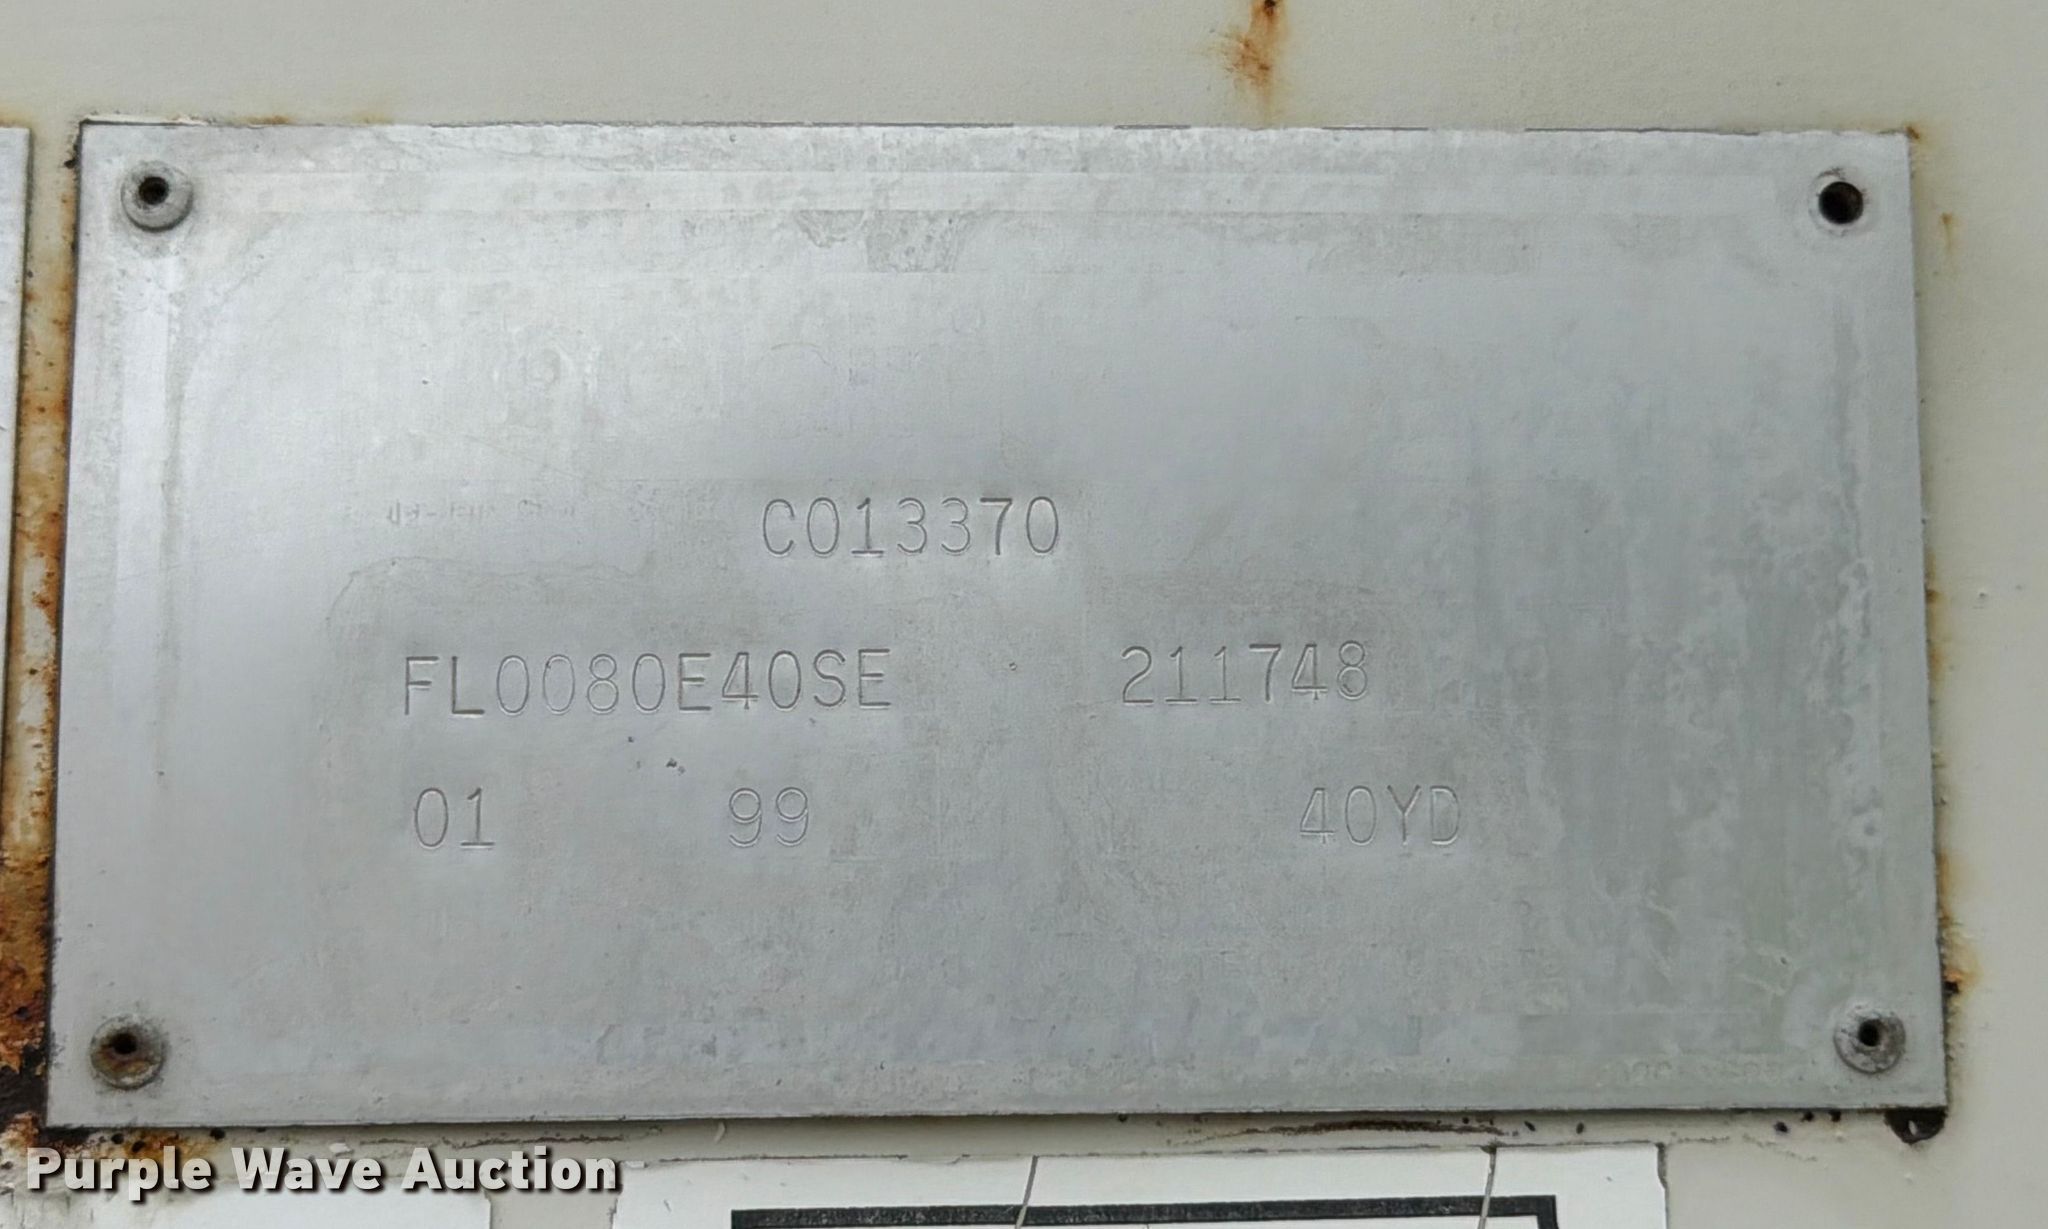 C013370
FL0080E40SE 211748
01 99 40YD
Purple Wave Auction